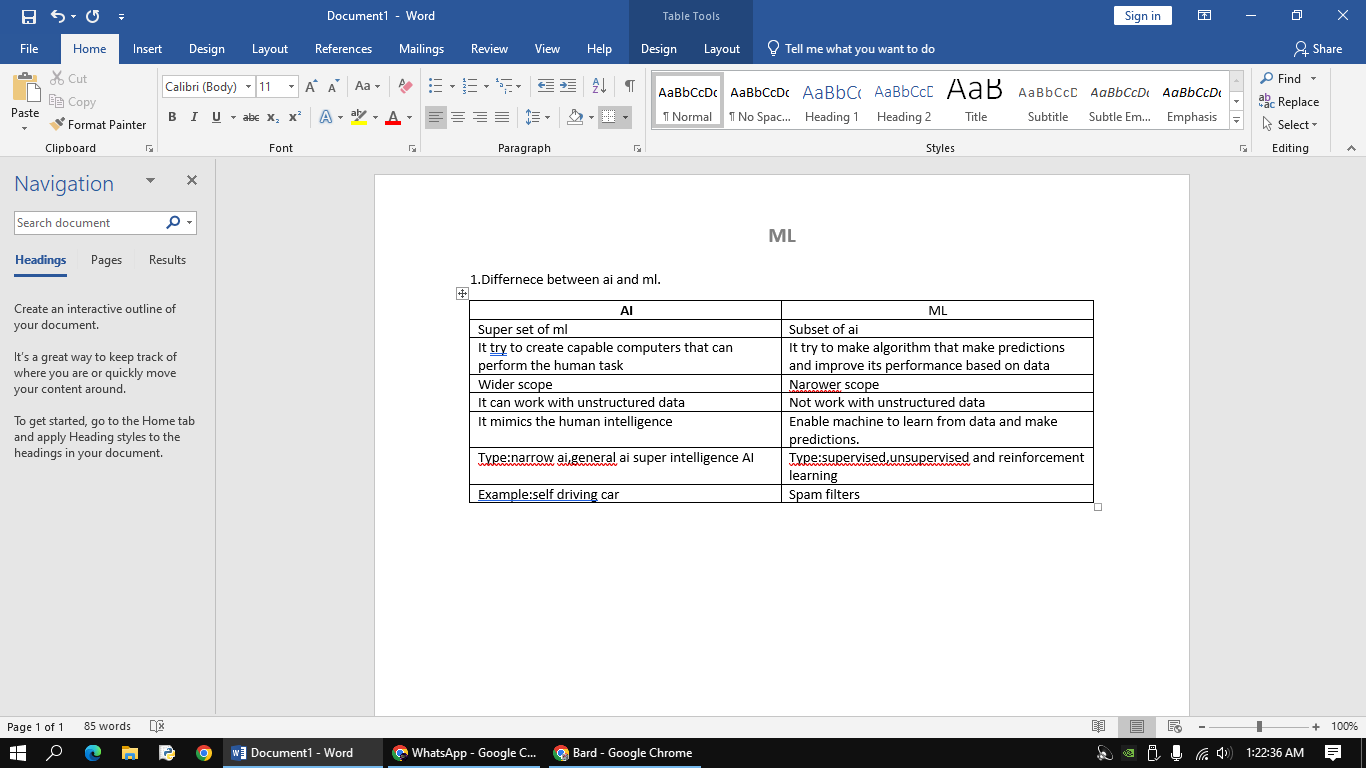 Document1 - Word
Table Tools
Sign in
File
Home
Insert
Design
Layout
References
Mailings
Review
View
Help
Design
Layout
Tell me what you want to do
Share
Paste
Cut
Copy
Format Painter
Clipboard
Calibri (Body)
11
Font
Paragraph
AaBbCcDc
¶ Normal
AaBbCcDc
¶ No Spac...
AaBbCc
Heading 1
AaBbCcD
Heading 2
AaB
Title
AaBbCcD
Subtitle
AaBbCcDc
Subtle Em...
AaBbCcDc
Emphasis
Styles
Find
Replace
Select
Editing
Navigation
Search document
Headings
Pages
Results
Create an interactive outline of
your document.
It's a great way to keep track of
where you are or quickly move
your content around.
To get started, go to the Home tab
and apply Heading styles to the
headings in your document.
ML
1.Differnece between ai and ml.
AI
ML
Super set of ml
Subset of ai
It try to create capable computers that can
perform the human task
It try to make algorithm that make predictions
and improve its performance based on data
Wider scope
Narower scope
It can work with unstructured data
Not work with unstructured data
It mimics the human intelligence
Enable machine to learn from data and make
predictions.
Type:narrow ai,general ai super intelligence AI
Type:supervised,unsupervised and reinforcement
learning
Example:self driving car
Spam filters
Page 1 of 1
85 words
100%
Document1 - Word
WhatsApp - Google C...
Bard - Google Chrome
1:22:36 AM